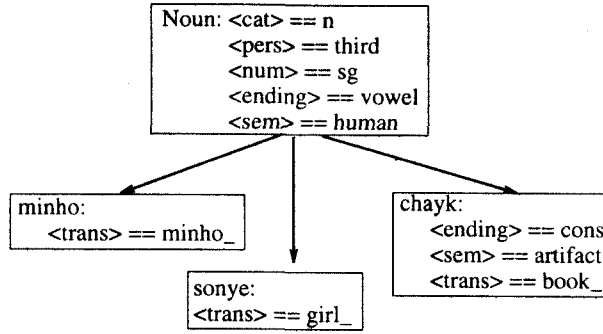 Noun: <cat> == n
<pers> == third
<num> == sg
<ending> == vowel
<sem> == human
minho:
<trans> == minho_
chayk:
<ending> == cons
<sem> == artifact
<trans> == book_
sonye:
<trans> == girl_